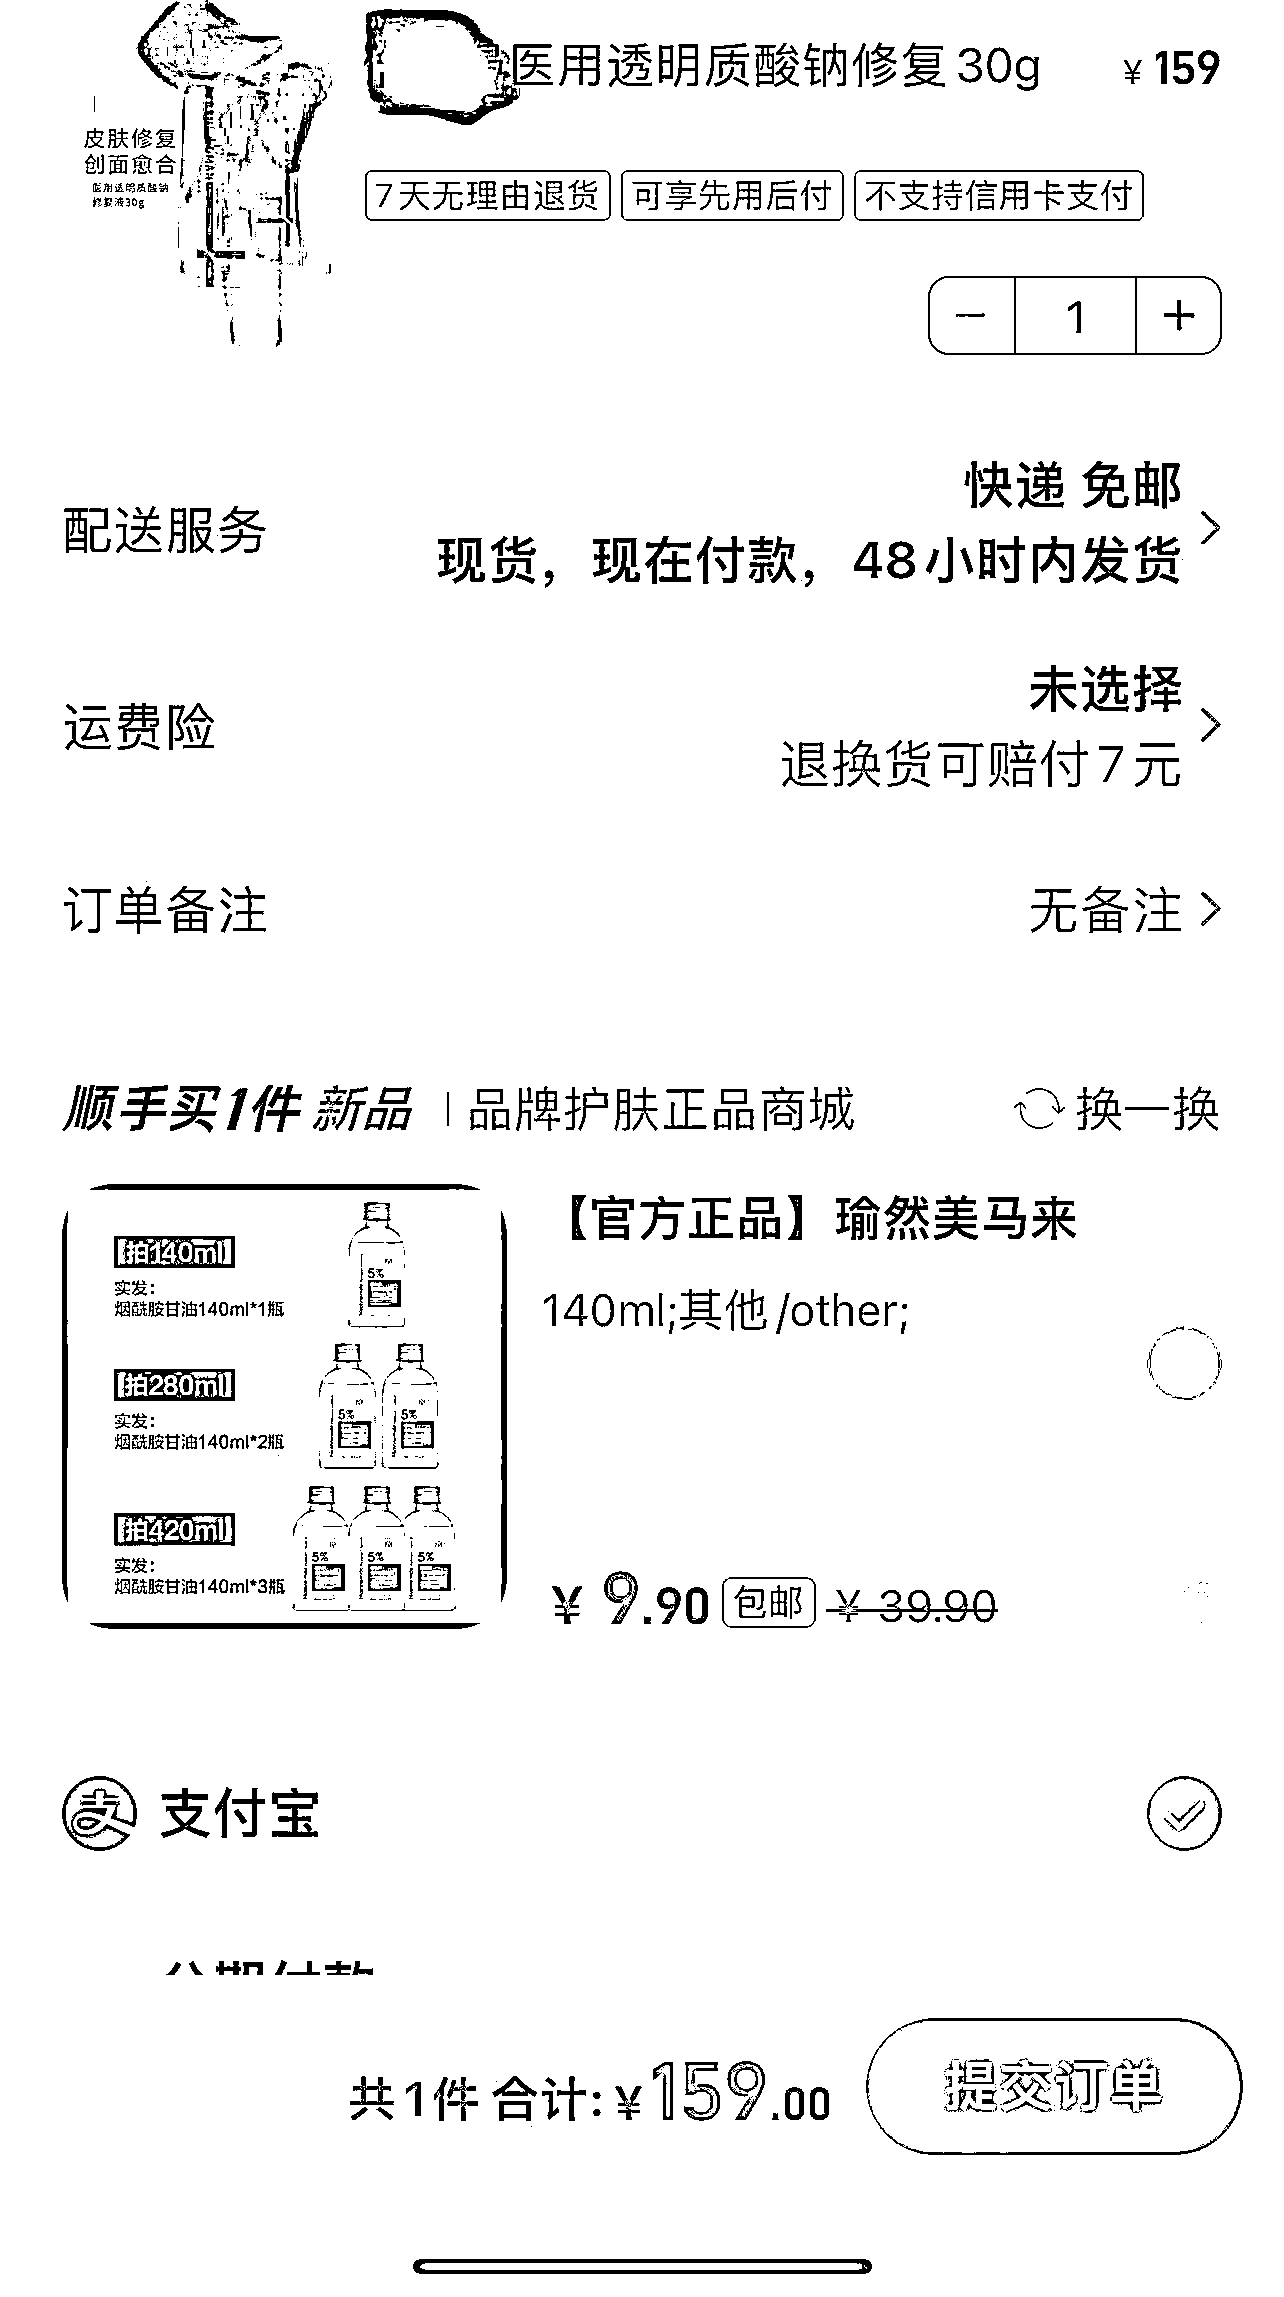 医用透明质酸钠修复30g ¥159
皮肤修复
创面愈合
医用透明质酸钠
修复液30g
7天无理由退货 可享先用后付 不支持信用卡支付
− 1 +
快递 免邮
配送服务
现货，现在付款，48小时内发货
未选择
运费险
退换货可赔付7元
订单备注 无备注
顺手买1件 新品 品牌护肤正品商城 换一换
【官方正品】瑜然美马来
140ml;其他/other;
【拍140ml】
实发：
烟酰胺甘油140ml*1瓶
5%
【拍280ml】
实发：
烟酰胺甘油140ml*2瓶
5% 5%
【拍420ml】
实发：
烟酰胺甘油140ml*3瓶
5% 5% 5%
¥9.90 包邮 ¥39.90
支 支付宝
分期付款
共1件 合计：¥159.00 提交订单